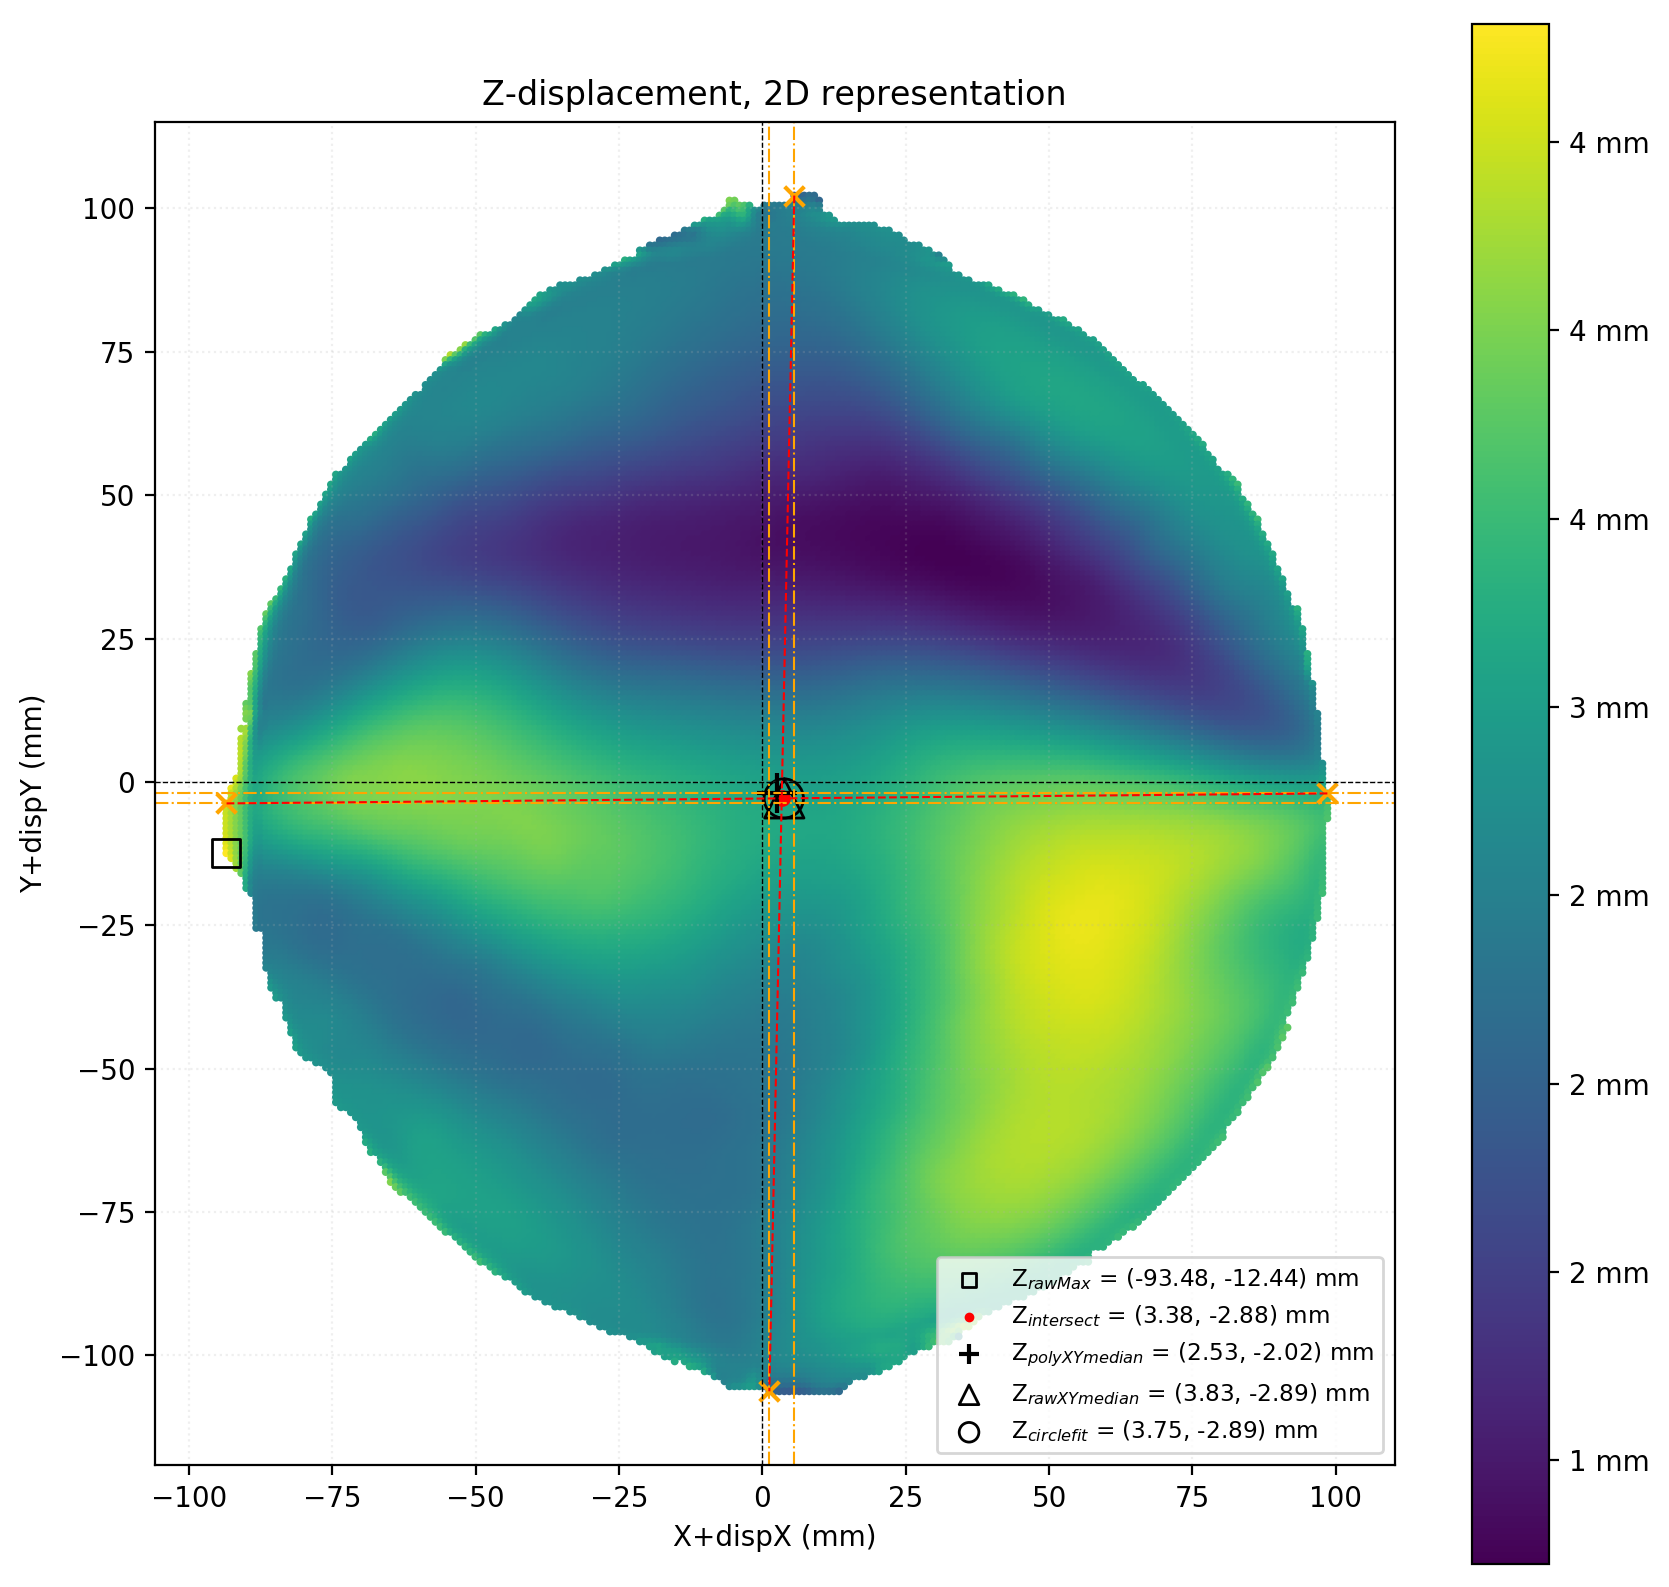 Z-displacement, 2D representation
4 mm
4 mm
4 mm
3 mm
2 mm
2 mm
2 mm
1 mm
Y+dispY (mm)
100
75
50
25
0
−25
−50
−75
−100
Z_rawMax = (-93.48, -12.44) mm
Z_intersect = (3.38, -2.88) mm
Z_polyXYmedian = (2.53, -2.02) mm
Z_rawXYmedian = (3.83, -2.89) mm
Z_circlefit = (3.75, -2.89) mm
−100 −75 −50 −25 0 25 50 75 100
X+dispX (mm)